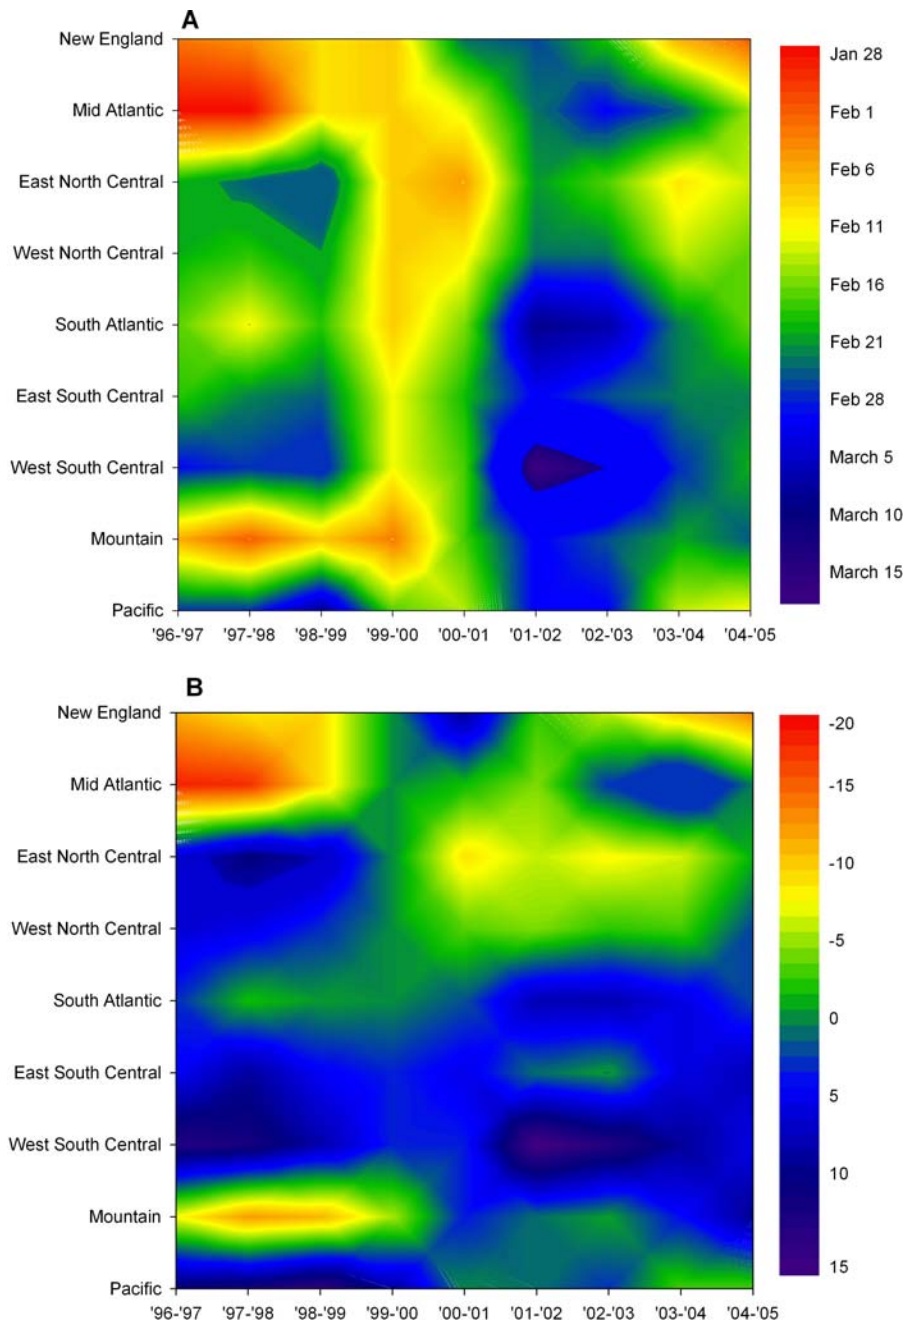 A
New England
Mid Atlantic
East North Central
West North Central
South Atlantic
East South Central
West South Central
Mountain
Pacific
'96-'97 '97-98 '98-99 '99-00 '00-01 '01-02 '02-03 '03-04 '04-05
Jan 28
Feb 1
Feb 6
Feb 11
Feb 16
Feb 21
Feb 28
March 5
March 10
March 15
B
New England
Mid Atlantic
East North Central
West North Central
South Atlantic
East South Central
West South Central
Mountain
Pacific
'96-'97 '97-98 '98-99 '99-00 '00-01 '01-02 '02-03 '03-04 '04-05
-20
-15
-10
-5
0
5
10
15